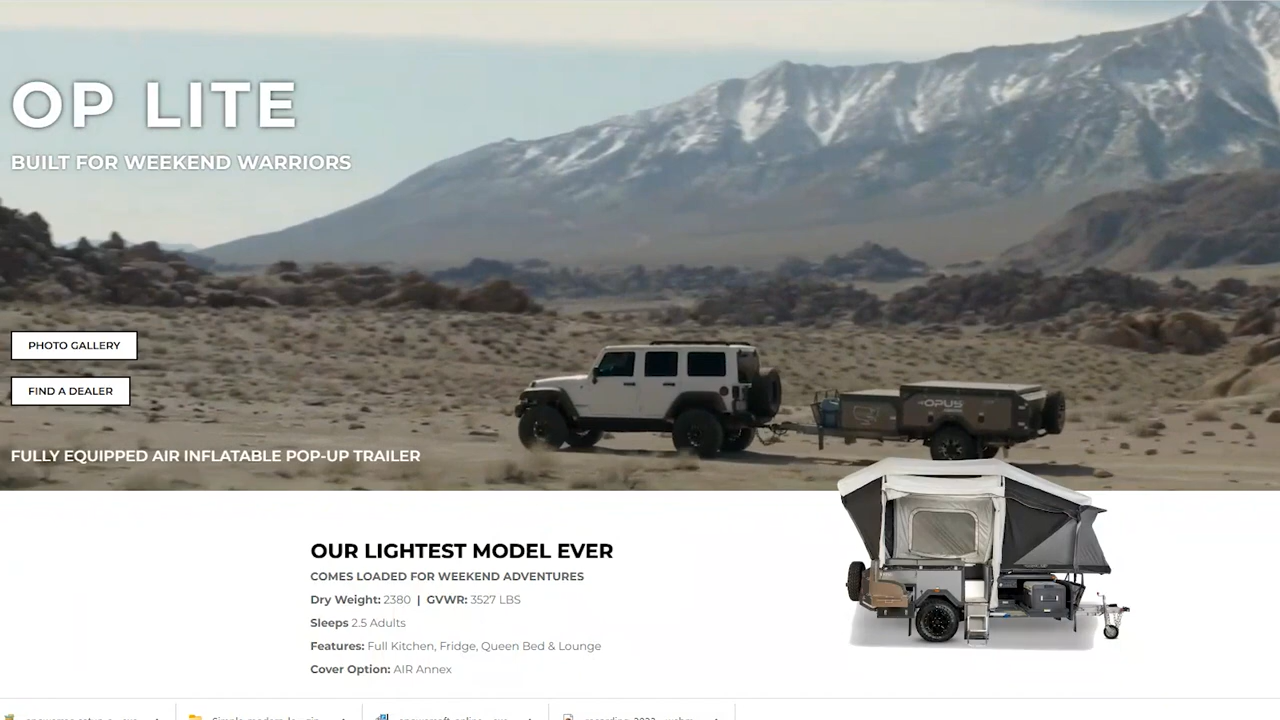 OP LITE
BUILT FOR WEEKEND WARRIORS
PHOTO GALLERY
FIND A DEALER
OPUS
FULLY EQUIPPED AIR INFLATABLE POP-UP TRAILER
OUR LIGHTEST MODEL EVER
COMES LOADED FOR WEEKEND ADVENTURES
Dry Weight: 2380 | GVWR: 3527 LBS
Sleeps 2.5 Adults
Features: Full Kitchen, Fridge, Queen Bed & Lounge
Cover Option: AIR Annex